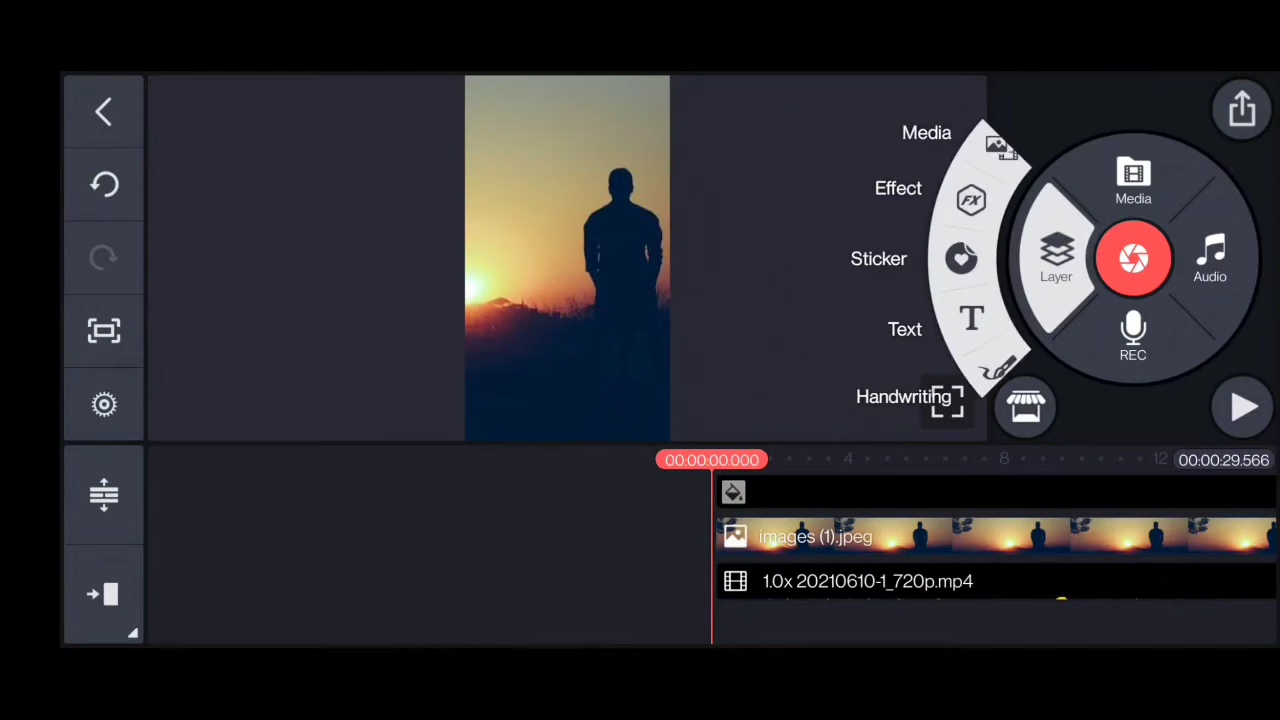 Media
Effect
Sticker
Text
Handwriting
FX
T
Media
Layer
Audio
REC
00:00:00.000
4
8
12
00:00:29.566
images (1).jpeg
1.0x 20210610-1_720p.mp4